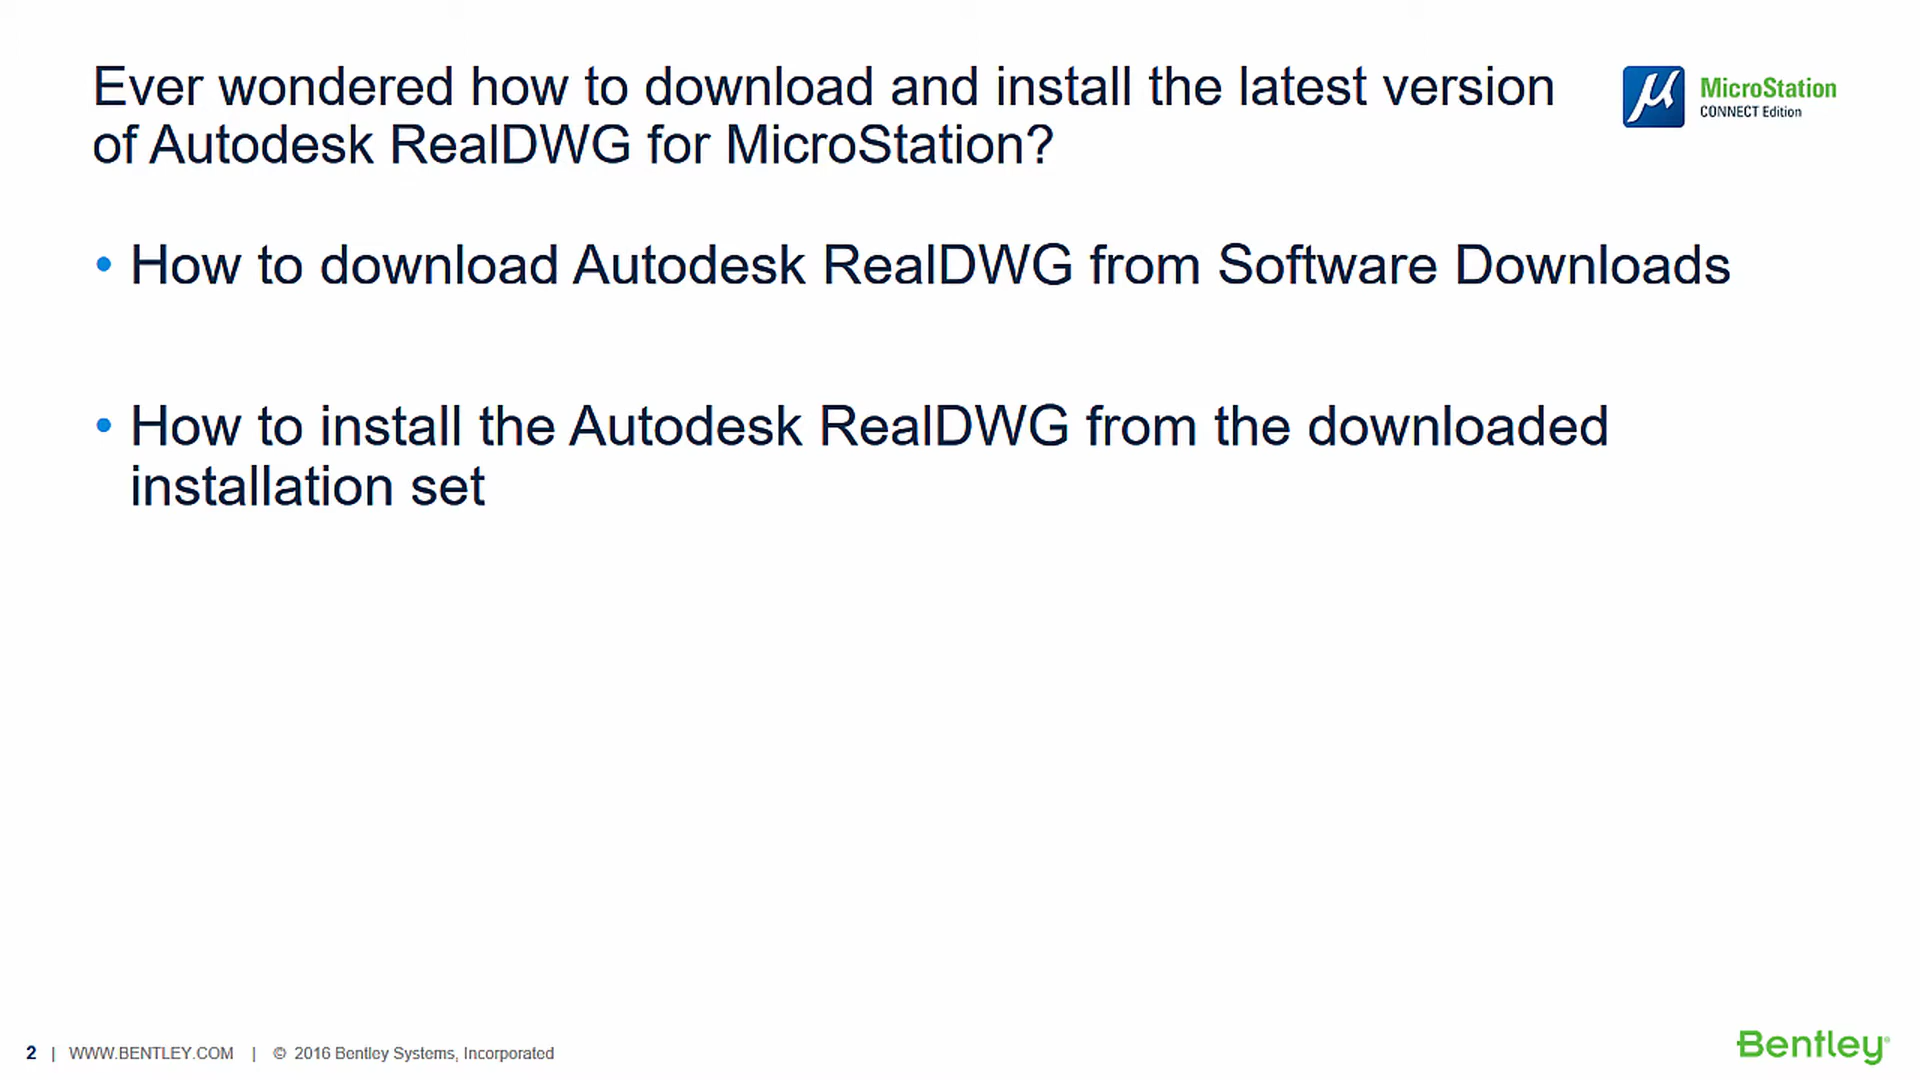 Ever wondered how to download and install the latest version
of Autodesk RealDWG for MicroStation?
MicroStation
CONNECT Edition
• How to download Autodesk RealDWG from Software Downloads
• How to install the Autodesk RealDWG from the downloaded
installation set
2 | WWW.BENTLEY.COM | © 2016 Bentley Systems, Incorporated
Bentley®